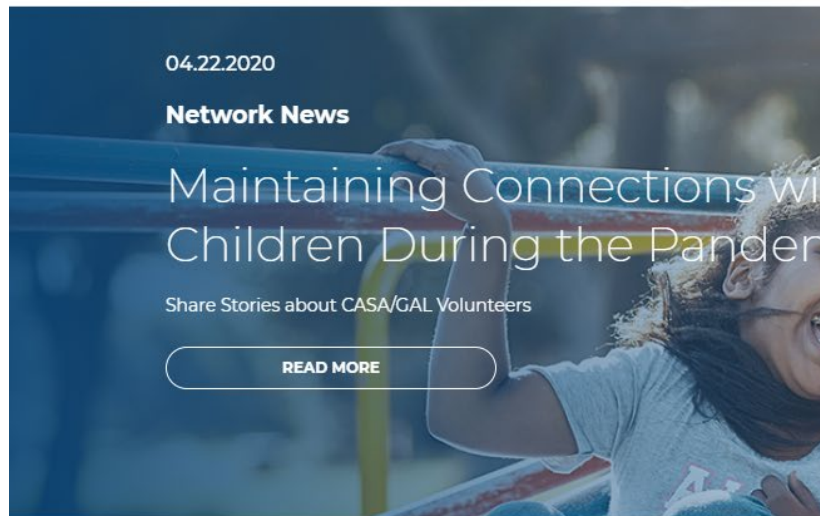 04.22.2020
Network News
Maintaining Connections wi
Children During the Pander
Share Stories about CASA/GAL Volunteers
READ MORE